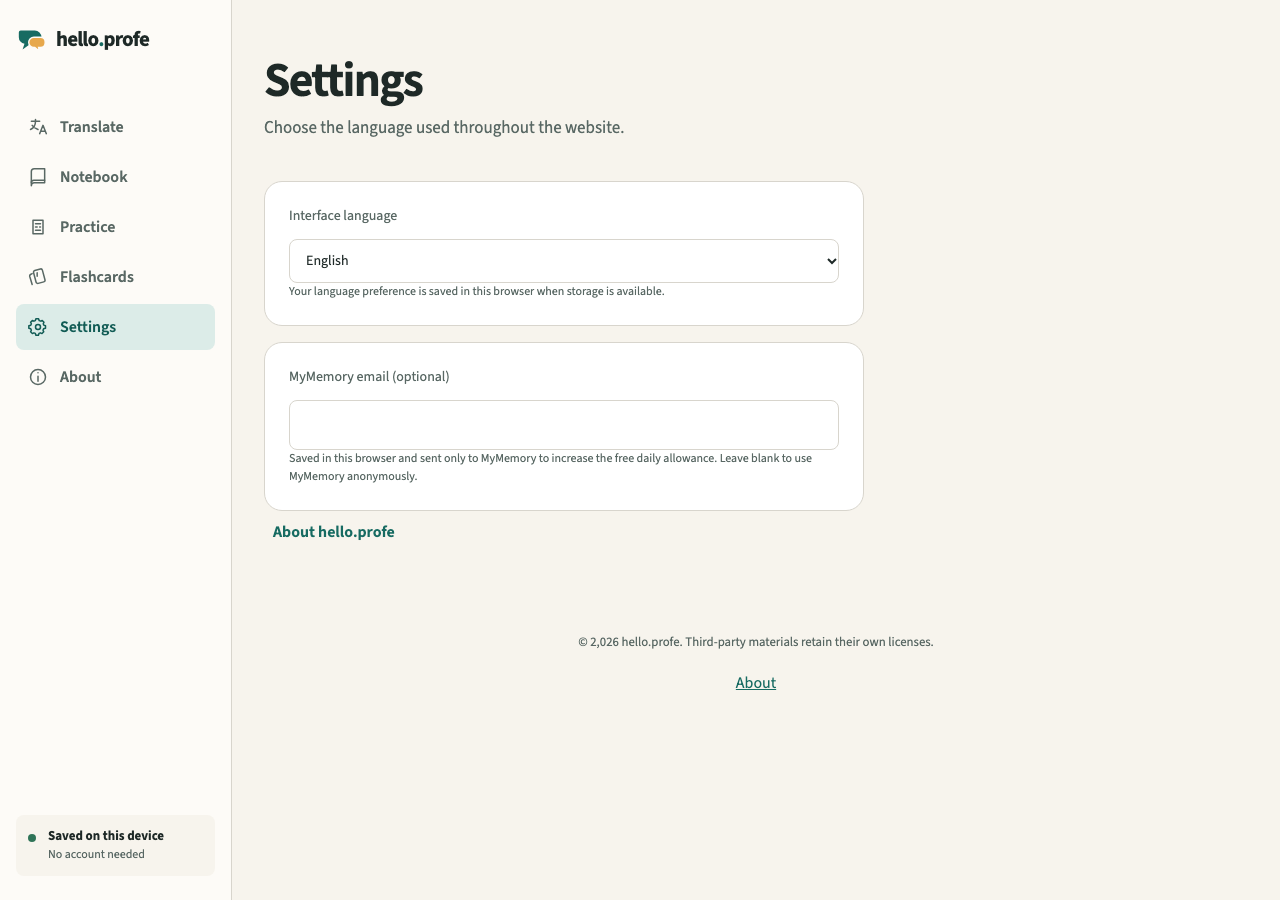 hello.profe
Translate
Notebook
Practice
Flashcards
Settings
About
Saved on this device
No account needed
Settings
Choose the language used throughout the website.
Interface language
English
Your language preference is saved in this browser when storage is available.
MyMemory email (optional)
Saved in this browser and sent only to MyMemory to increase the free daily allowance. Leave blank to use
MyMemory anonymously.
About hello.profe
© 2,026 hello.profe. Third-party materials retain their own licenses.
About